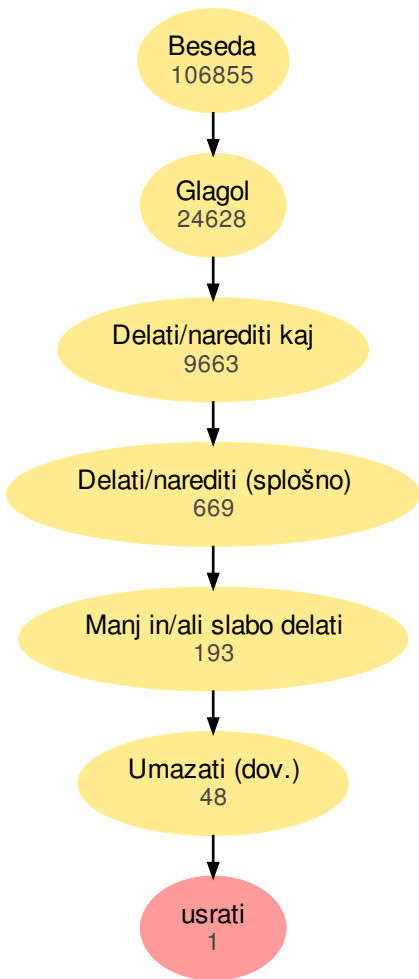 Beseda
106855
Glagol
24628
Delati/narediti kaj
9663
Delati/narediti (splošno)
669
Manj in/ali slabo delati
193
Umazati (dov.)
48
usrati
1